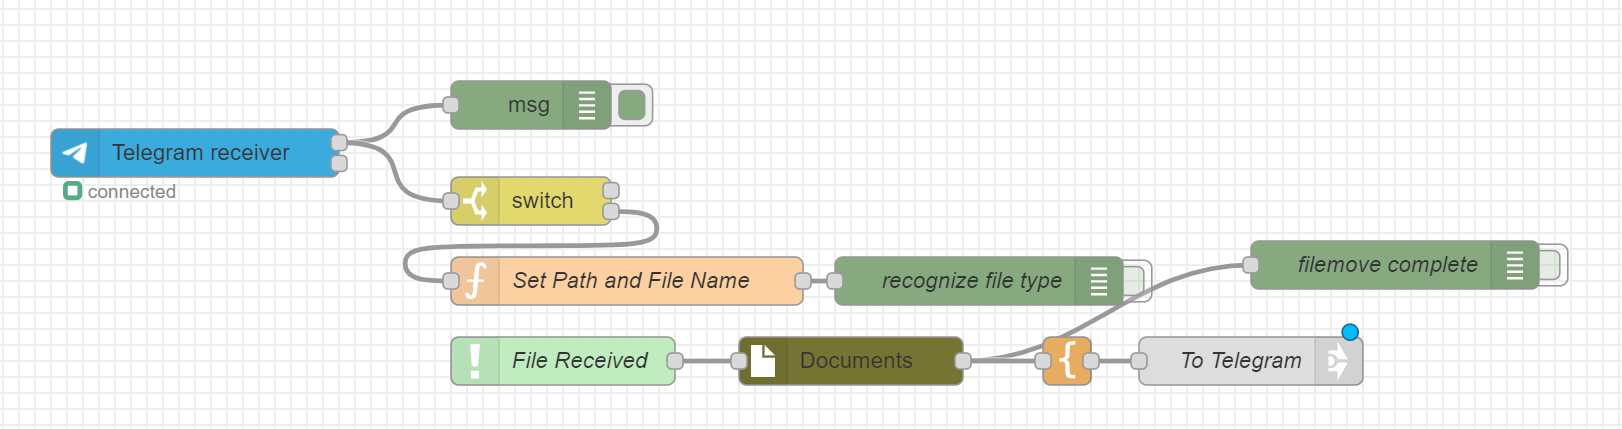 msg
Telegram receiver
connected
switch
Set Path and File Name
recognize file type
filemove complete
File Received
Documents
{
To Telegram